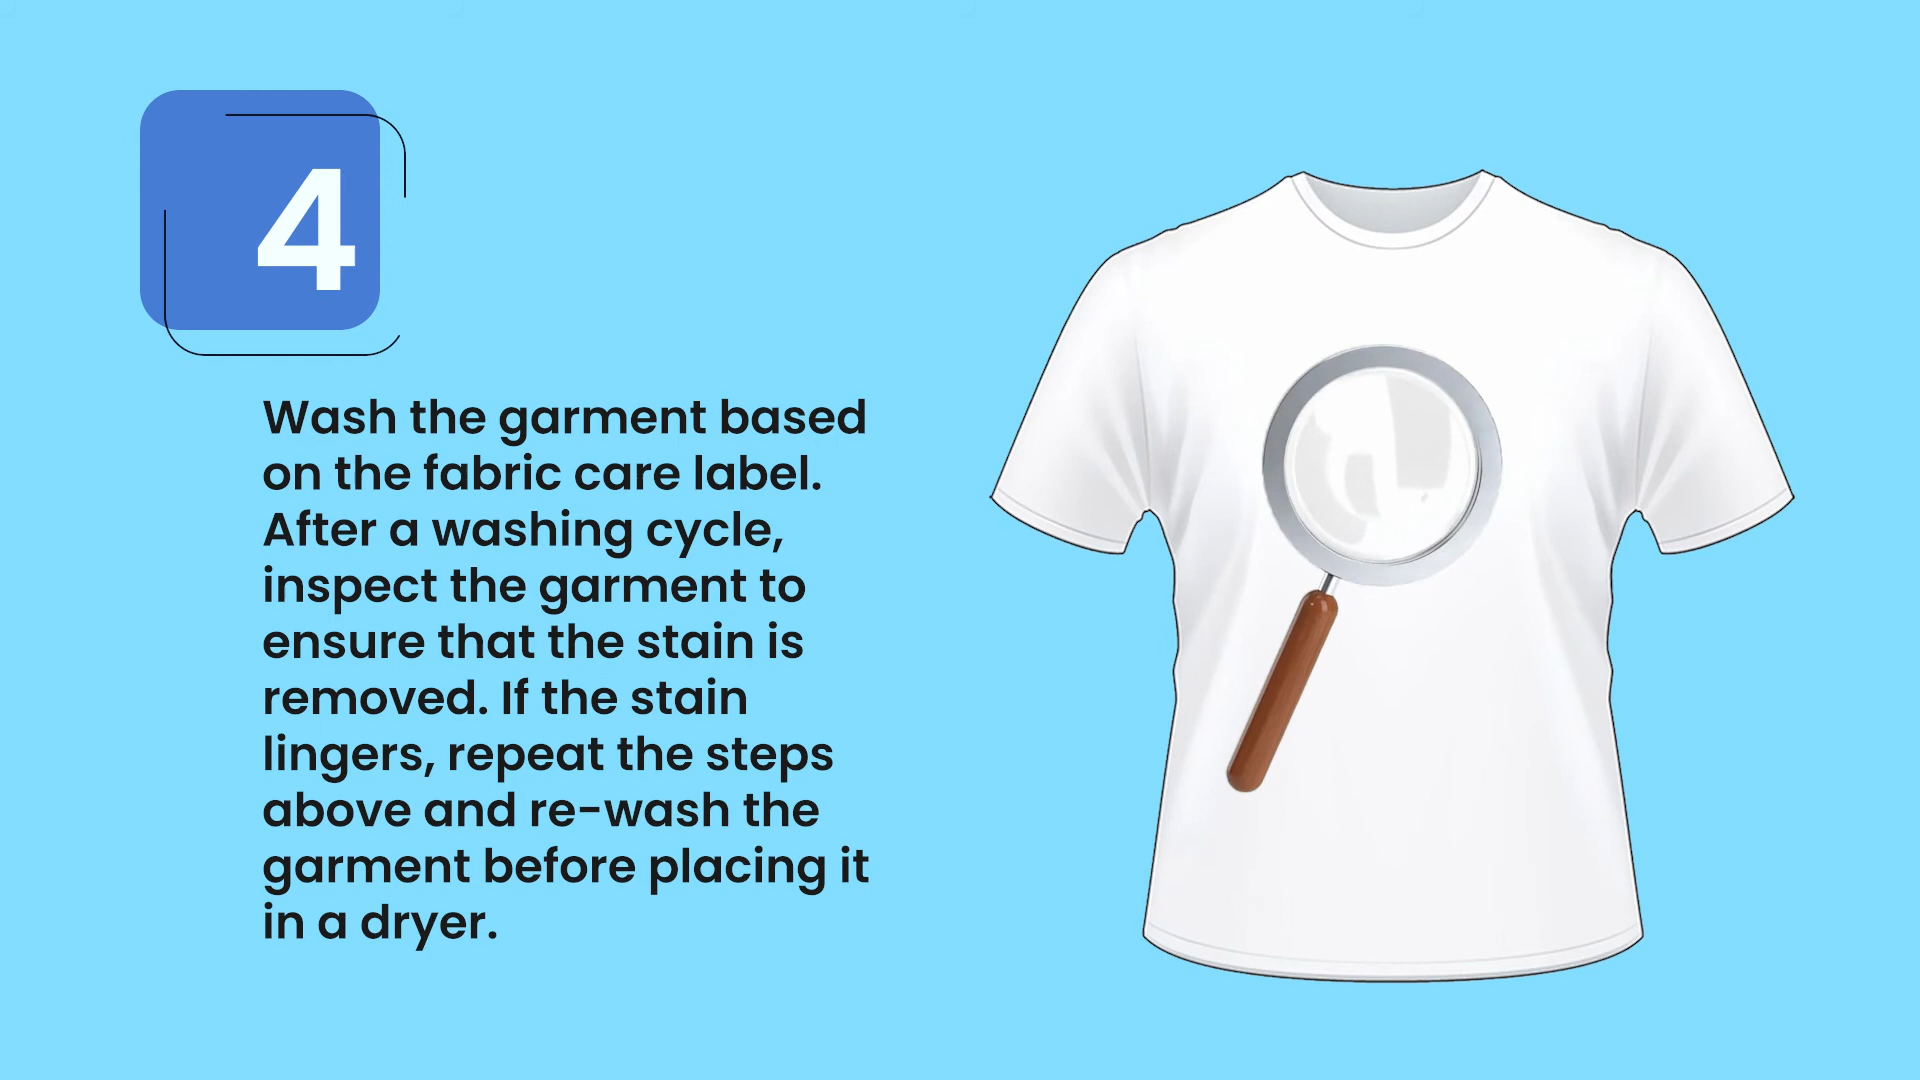 4
Wash the garment based
on the fabric care label.
After a washing cycle,
inspect the garment to
ensure that the stain is
removed. If the stain
lingers, repeat the steps
above and re-wash the
garment before placing it
in a dryer.